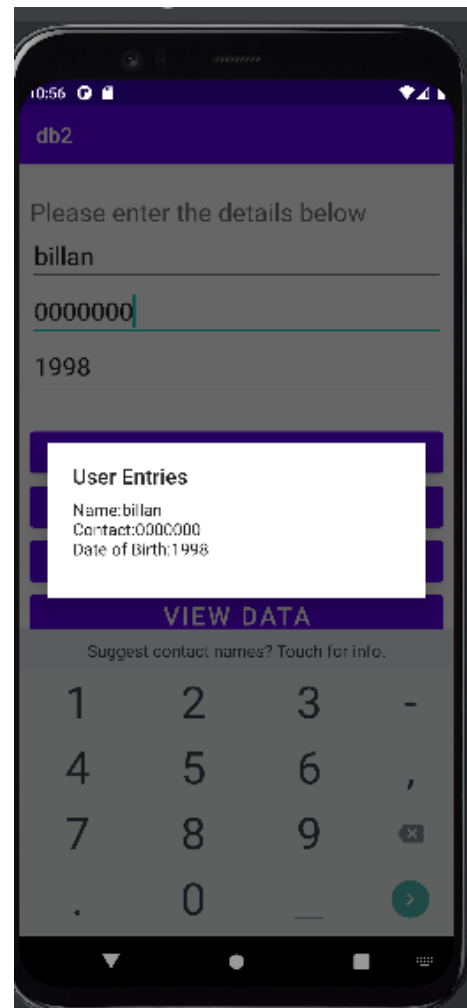 10:56
db2
Please enter the details below
billan
0000000
1998
User Entries
Name:billan
Contact:0000000
Date of Birth:1998
VIEW DATA
Suggest contact names? Touch for info.
1 2 3 -
4 5 6 ,
7 8 9
. 0 _